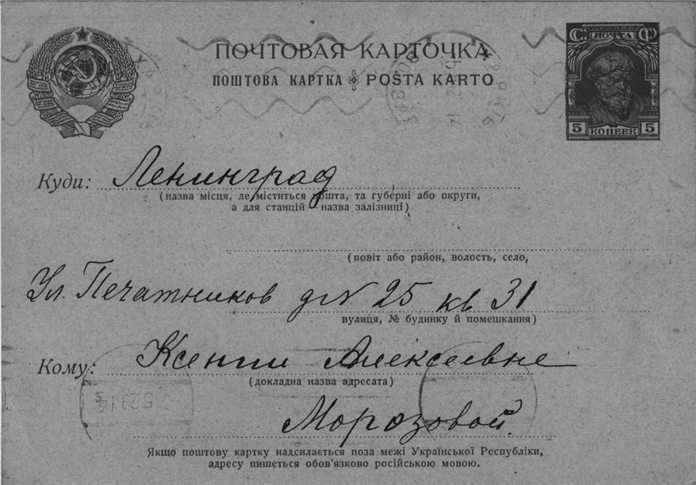 ПОЧТОВАЯ КАРТОЧКА
ПОШТОВА КАРТКА POŜTA KARTO
С. ПОЧТА Ф
5 КОПЕЕК 5
Куди: Ленинград
(назва місця, де міститься пошта, та губерні або округи,
а для станцій назва залізниці)
(повіт або район, волость, село,
Ул. Печатников д N 25 кв 31
вулиця, № будинку й помешкання)
Кому: Ксении Алексеевне
(докладна назва адресата)
Морозовой.
Якщо поштову картку надсилається поза межі Української Республіки,
адресу пишеться обов'язково російською мовою.